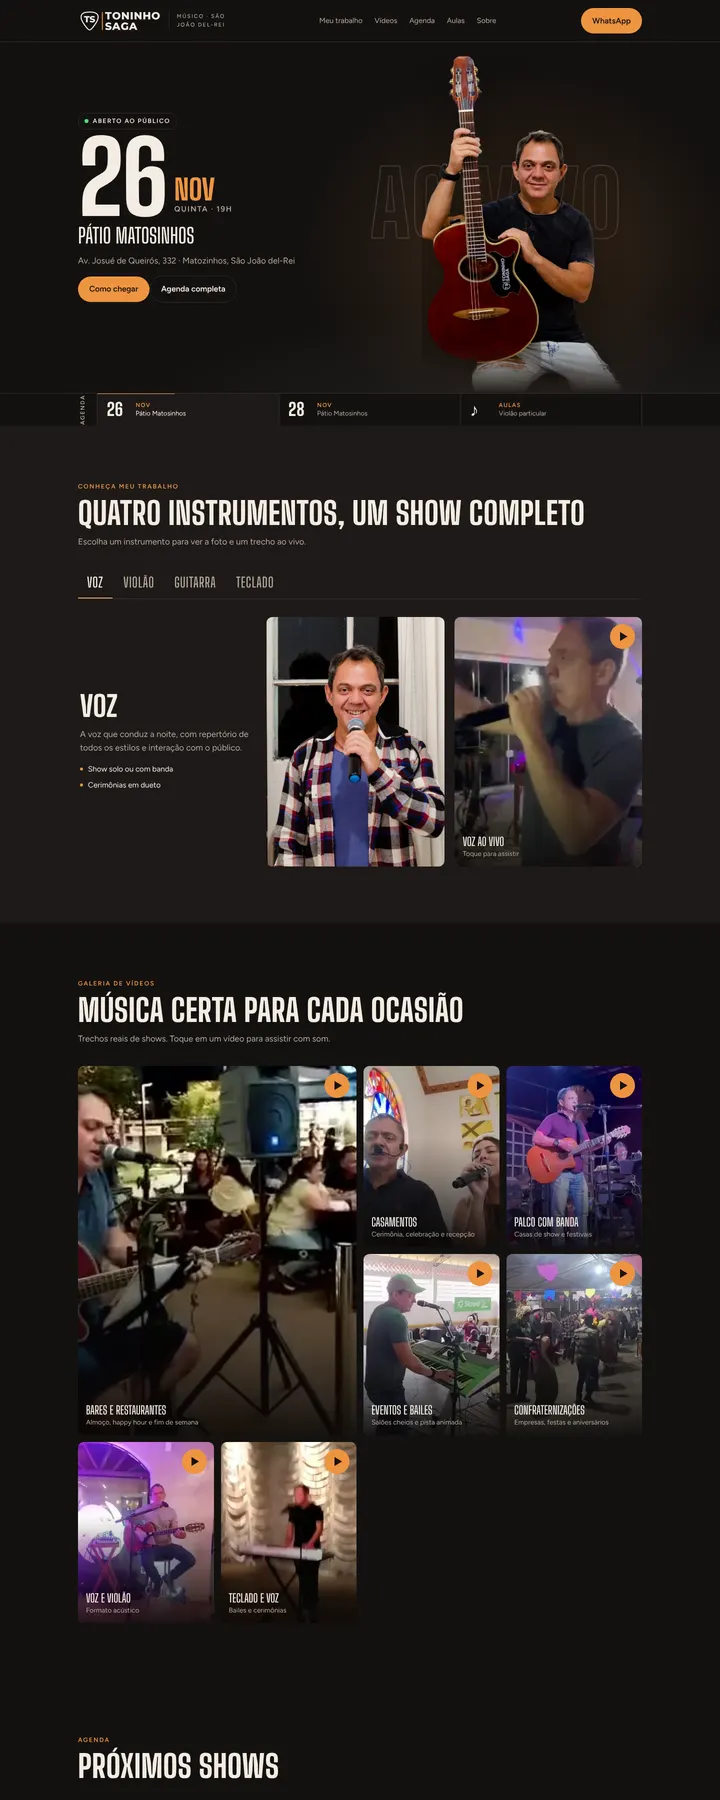 TS TONINHO SAGA
MÚSICO · SÃO
JOÃO DEL-REI
Meu trabalho
Vídeos
Agenda
Aulas
Sobre
WhatsApp
ABERTO AO PÚBLICO
26
NOV
QUINTA · 19H
PÁTIO MATOSINHOS
Av. Josué de Queirós, 332 · Matozinhos, São João del-Rei
Como chegar
Agenda completa
AO VIVO
AGENDA
26
NOV
Pátio Matosinhos
28
NOV
Pátio Matosinhos
♪
AULAS
Violão particular
CONHEÇA MEU TRABALHO
QUATRO INSTRUMENTOS, UM SHOW COMPLETO
Escolha um instrumento para ver a foto e um trecho ao vivo.
VOZ
VIOLÃO
GUITARRA
TECLADO
VOZ
A voz que conduz a noite, com repertório de
todos os estilos e interação com o público.
Show solo ou com banda
Cerimônias em dueto
VOZ AO VIVO
Toque para assistir
GALERIA DE VÍDEOS
MÚSICA CERTA PARA CADA OCASIÃO
Trechos reais de shows. Toque em um vídeo para assistir com som.
BARES E RESTAURANTES
Almoço, happy hour e fim de semana
CASAMENTOS
Cerimônia, celebração e recepção
PALCO COM BANDA
Casas de show e festivais
EVENTOS E BAILES
Salões cheios e pista animada
CONFRATERNIZAÇÕES
Empresas, festas e aniversários
VOZ E VIOLÃO
Formato acústico
TECLADO E VOZ
Bailes e cerimônias
AGENDA
PRÓXIMOS SHOWS